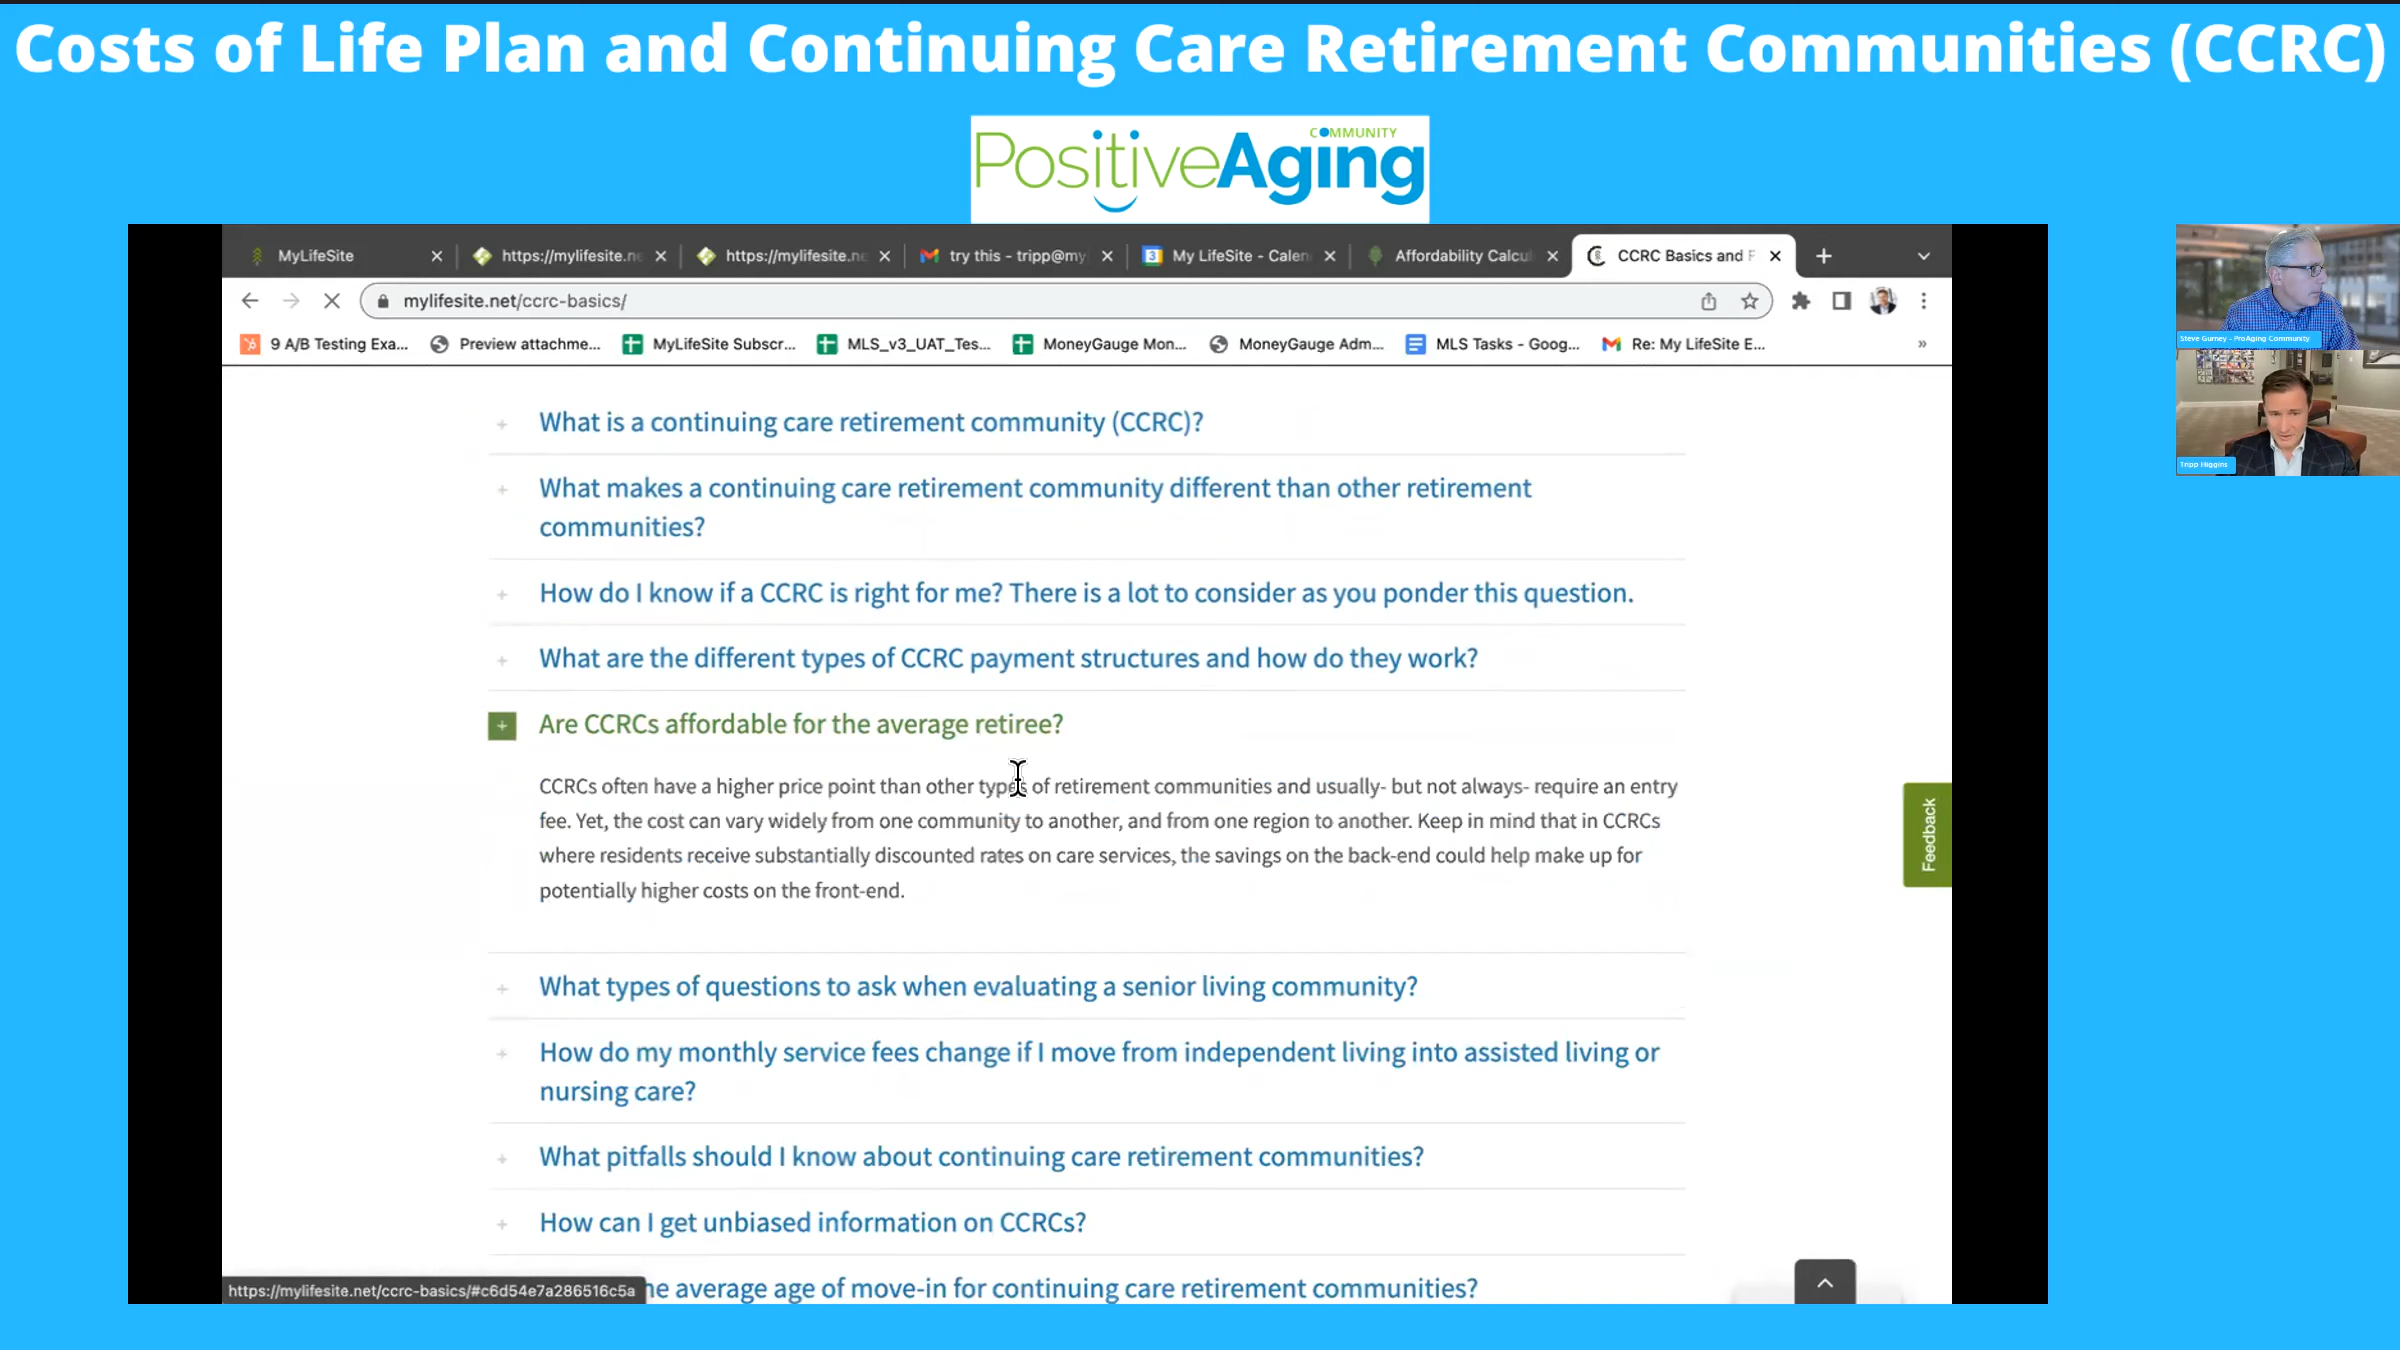 Costs of Life Plan and Continuing Care Retirement Communities (CCRC)
COMMUNITY
PositiveAging
MyLifeSite
https://mylifesite.ne
https://mylifesite.ne
try this - tripp@my
3
My LifeSite - Calen
Affordability Calcul
CCRC Basics and F
mylifesite.net/ccrc-basics/
9 A/B Testing Exa...
Preview attachme...
MyLifeSite Subscr...
MLS_v3_UAT_Tes...
MoneyGauge Mon...
MoneyGauge Adm...
MLS Tasks - Goog...
Re: My LifeSite E...
»
Steve Gurney - ProAging Community
Tripp Higgins
+ What is a continuing care retirement community (CCRC)?
+ What makes a continuing care retirement community different than other retirement
communities?
+ How do I know if a CCRC is right for me? There is a lot to consider as you ponder this question.
+ What are the different types of CCRC payment structures and how do they work?
+ Are CCRCs affordable for the average retiree?
CCRCs often have a higher price point than other types of retirement communities and usually- but not always- require an entry
fee. Yet, the cost can vary widely from one community to another, and from one region to another. Keep in mind that in CCRCs
where residents receive substantially discounted rates on care services, the savings on the back-end could help make up for
potentially higher costs on the front-end.
Feedback
+ What types of questions to ask when evaluating a senior living community?
+ How do my monthly service fees change if I move from independent living into assisted living or
nursing care?
+ What pitfalls should I know about continuing care retirement communities?
+ How can I get unbiased information on CCRCs?
he average age of move-in for continuing care retirement communities?
https://mylifesite.net/ccrc-basics/#c6d54e7a286516c5a